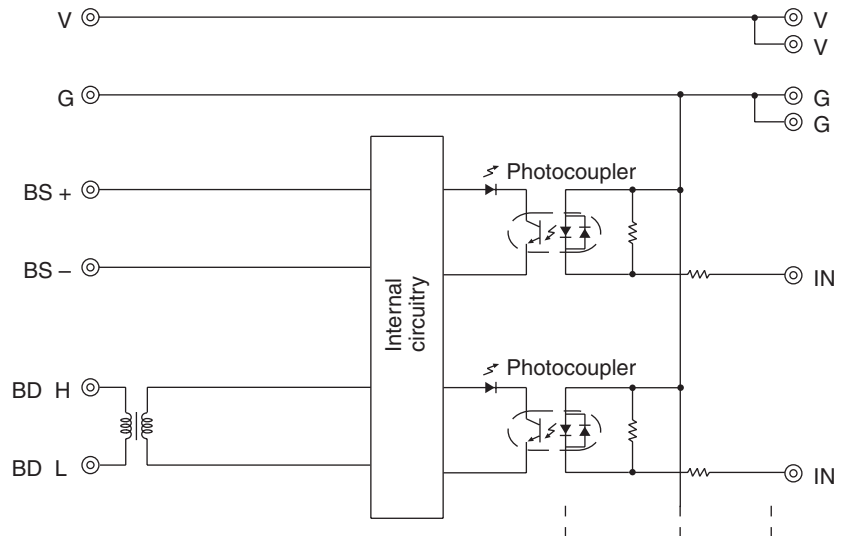 V
V
V
G
G
G
BS +
Photocoupler
BS –
IN
Internal
circuitry
Photocoupler
BD H
BD L
IN